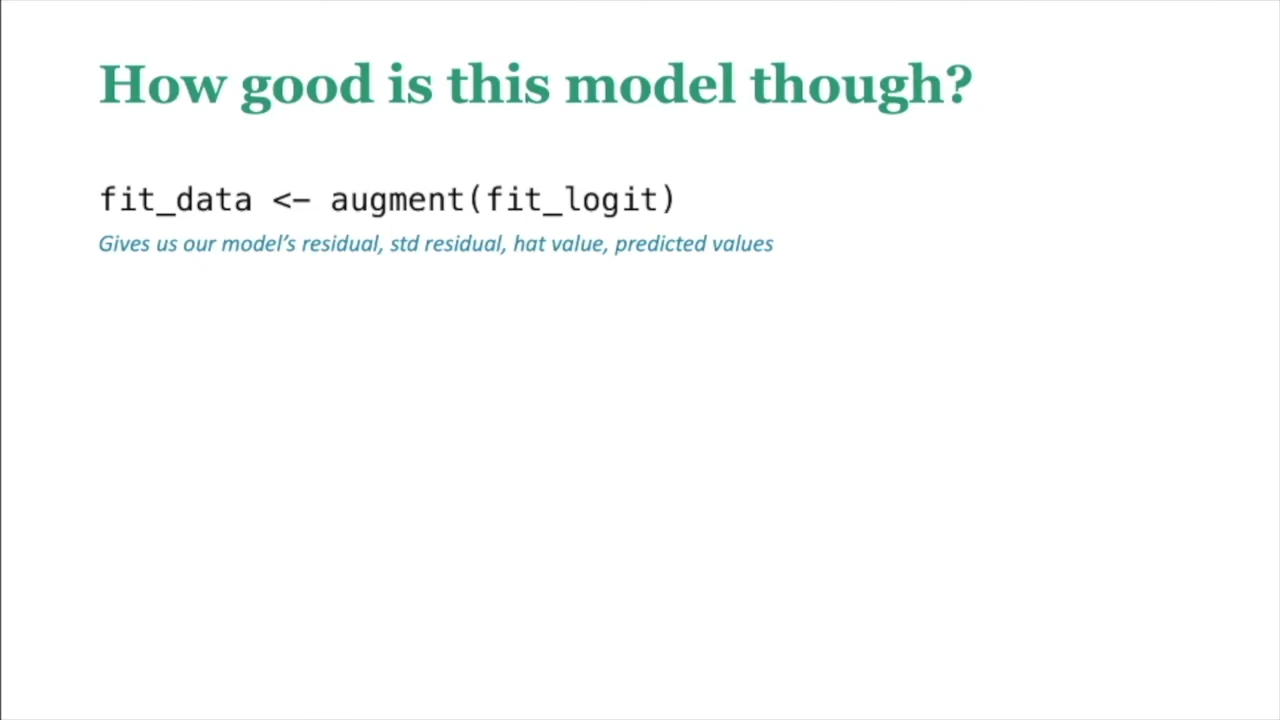 How good is this model though?
fit_data <- augment(fit_logit)
Gives us our model’s residual, std residual, hat value, predicted values